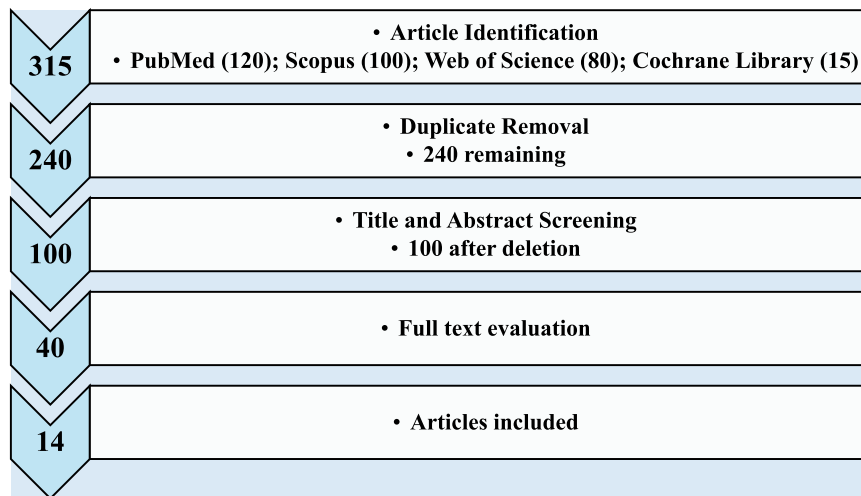 315
• Article Identification
• PubMed (120); Scopus (100); Web of Science (80); Cochrane Library (15)
240
• Duplicate Removal
• 240 remaining
100
• Title and Abstract Screening
• 100 after deletion
40
• Full text evaluation
14
• Articles included